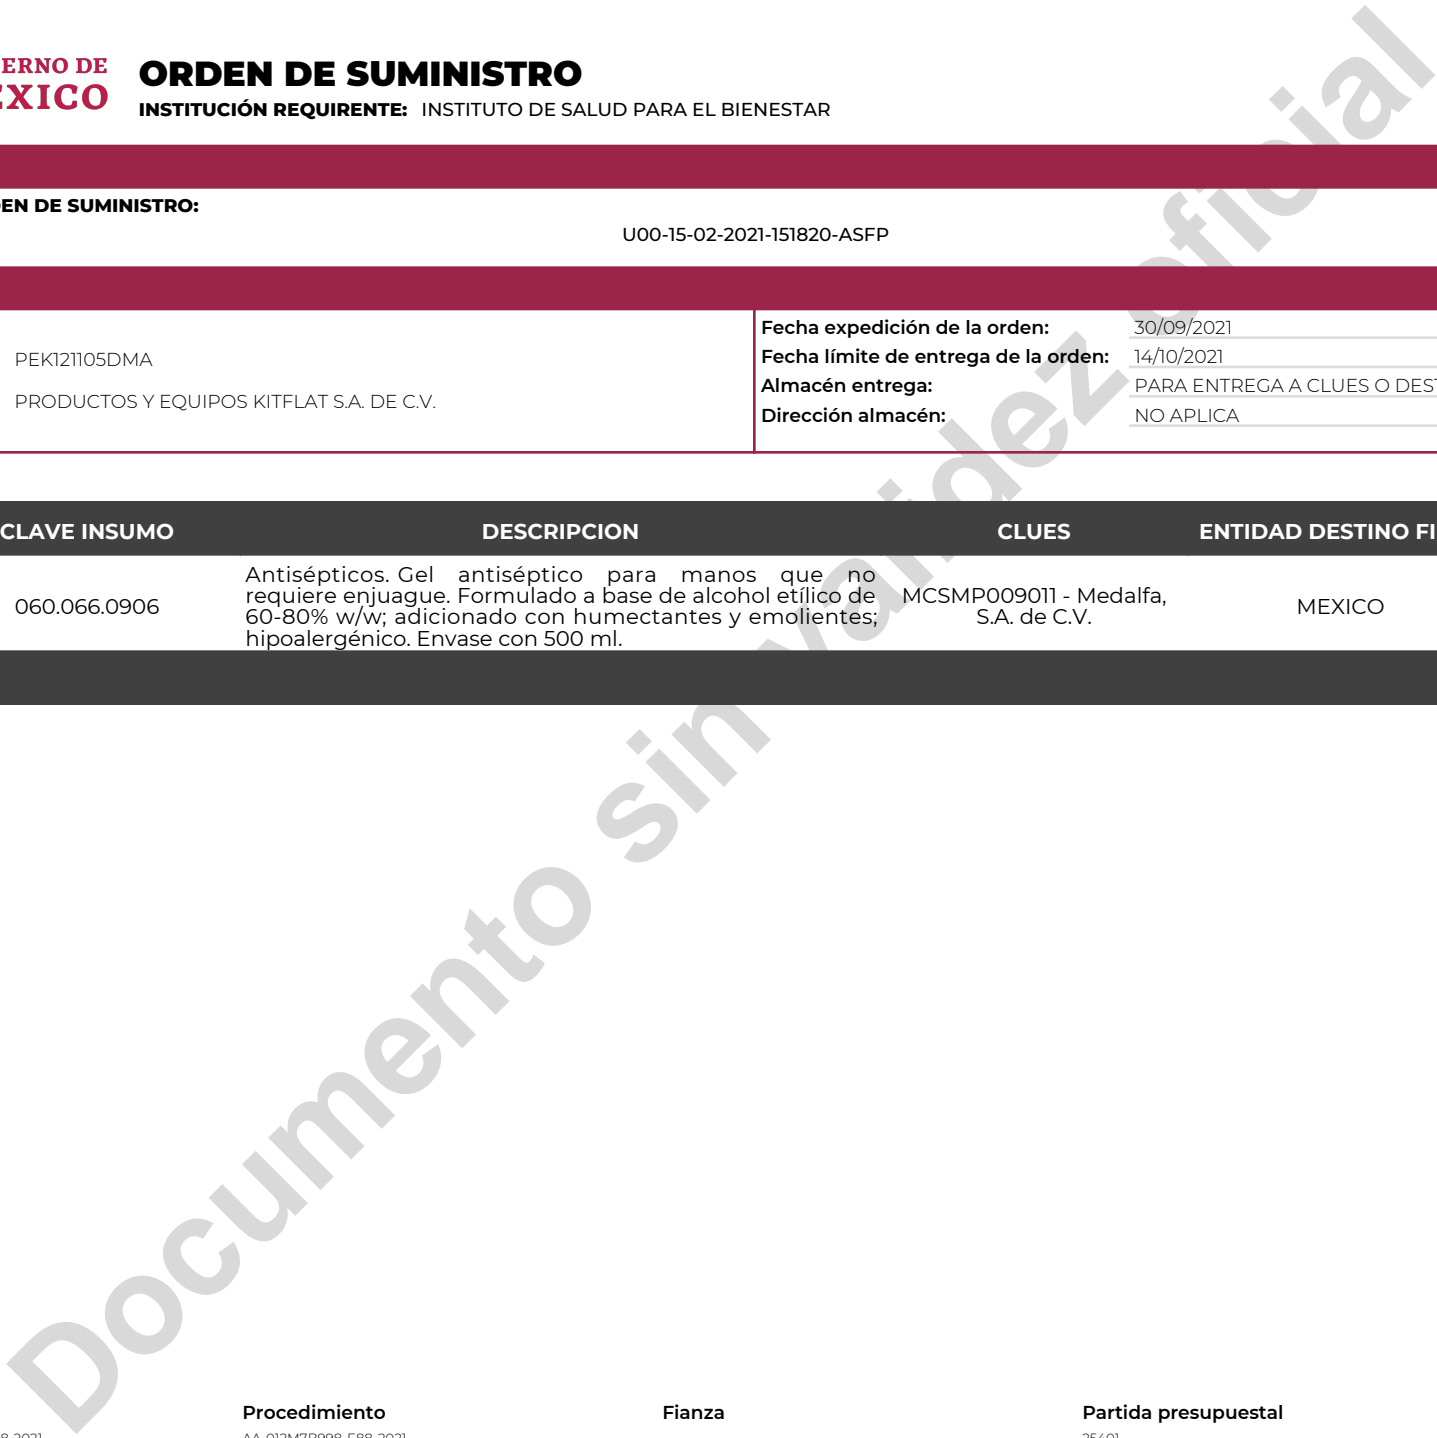 ERNO DE
EXICO
ORDEN DE SUMINISTRO
INSTITUCIÓN REQUIRENTE: INSTITUTO DE SALUD PARA EL BIENESTAR
EN DE SUMINISTRO:
U00-15-02-2021-151820-ASFP
PEK121105DMA
PRODUCTOS Y EQUIPOS KITFLAT S.A. DE C.V.
Fecha expedición de la orden: 30/09/2021
Fecha límite de entrega de la orden: 14/10/2021
Almacén entrega: PARA ENTREGA A CLUES O DEST
Dirección almacén: NO APLICA
CLAVE INSUMO DESCRIPCION CLUES ENTIDAD DESTINO FI
060.066.0906
Antisépticos. Gel antiséptico para manos que no
requiere enjuague. Formulado a base de alcohol etílico de
60-80% w/w; adicionado con humectantes y emolientes;
hipoalergénico. Envase con 500 ml.
MCSMP009011 - Medalfa,
S.A. de C.V.
MEXICO
Documento sin validez oficial
Procedimiento Fianza Partida presupuestal